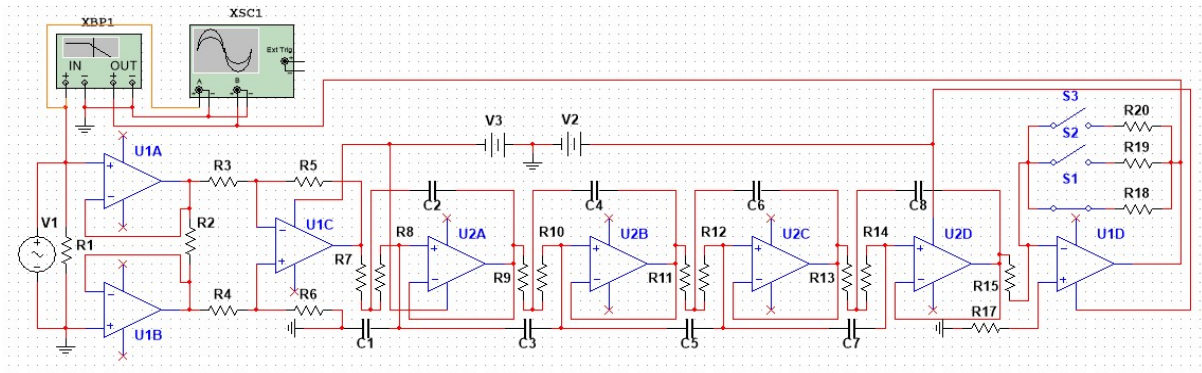 XBP1
XSC1
IN OUT
Ext Trig
A B
V3 V2
S3
R20
S2
R19
S1
R18
U1A
R3 R5
C2 C4 C6 C8
V1
R1
R2
U1C
R8 U2A R10 U2B R12 U2C R14 U2D U1D
R7 R9 R11 R13 R15
R4 R6
R17
U1B
C1 C3 C5 C7